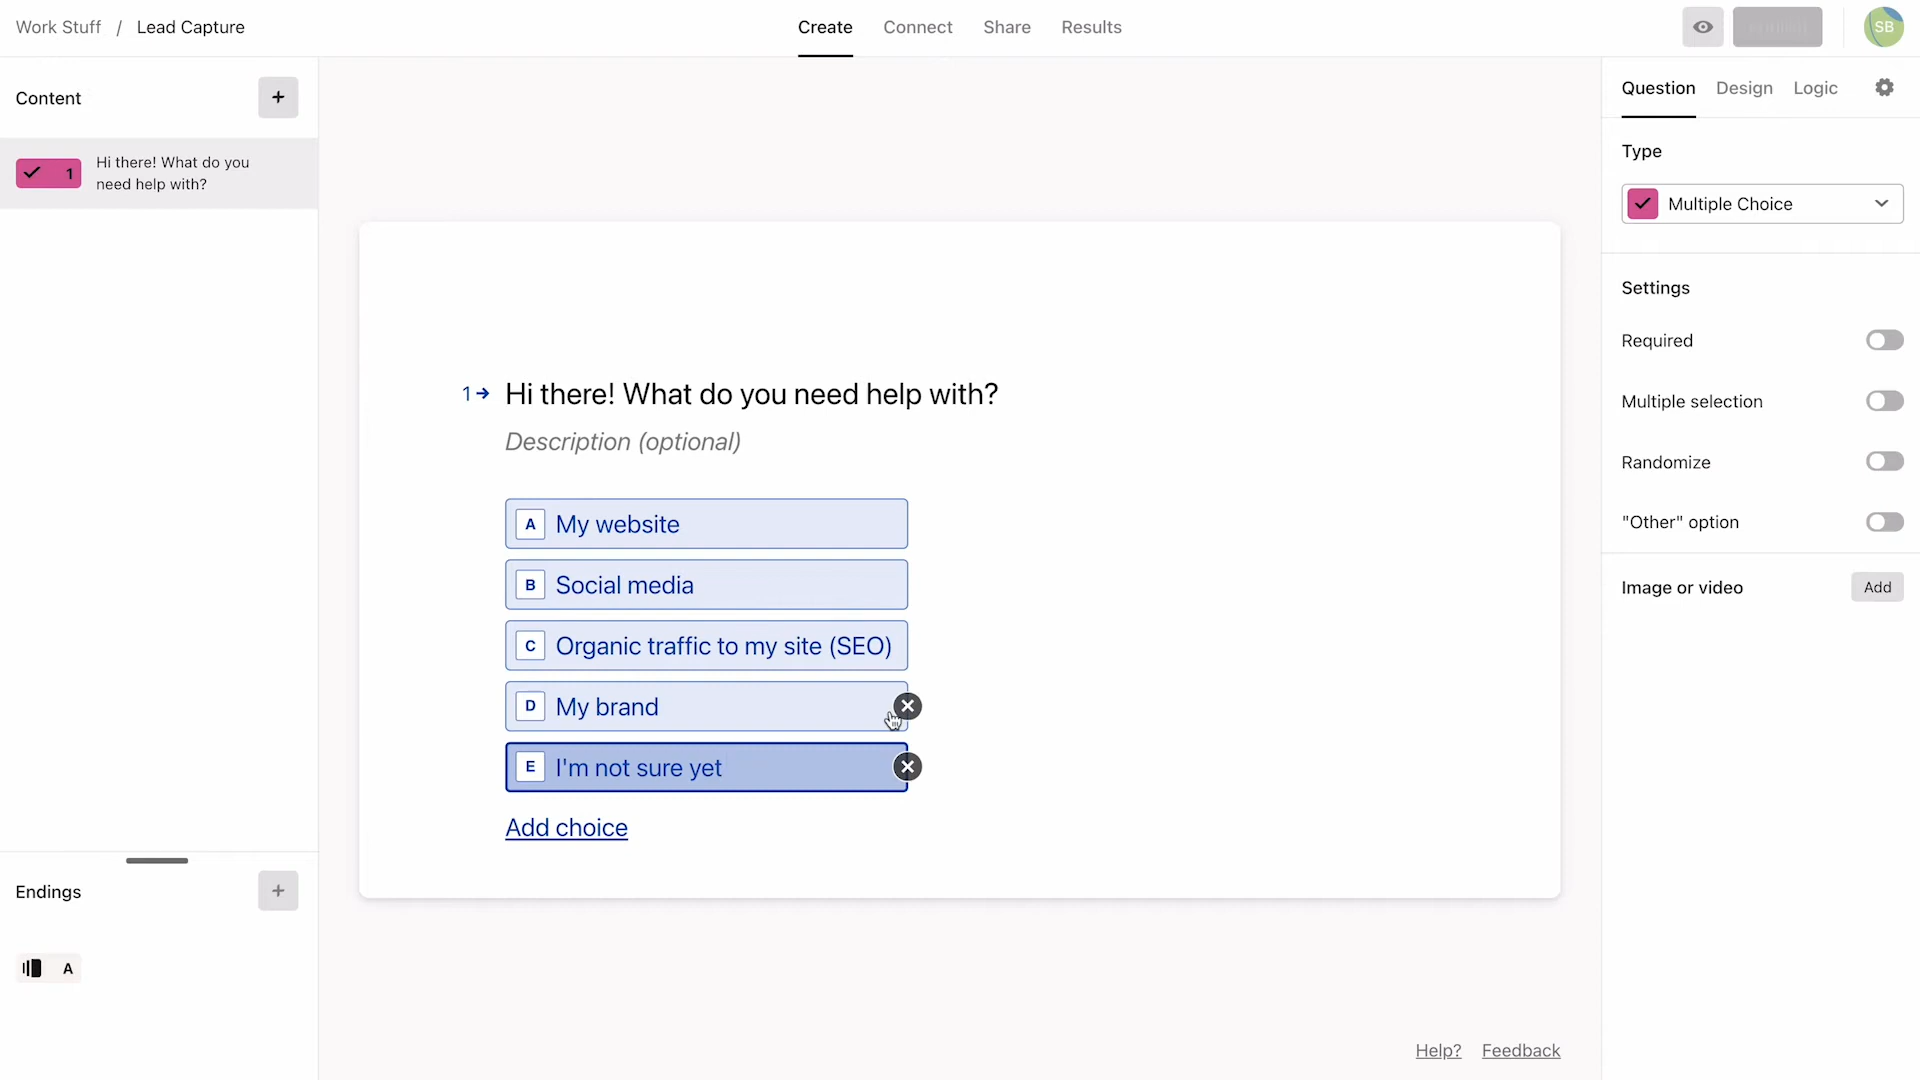 Work Stuff / Lead Capture
Create
Connect
Share
Results
SB
Content
+
1
Hi there! What do you
need help with?
Question
Design
Logic
Type
Multiple Choice
Settings
Required
Multiple selection
Randomize
"Other" option
Image or video
Add
1 → Hi there! What do you need help with?
Description (optional)
A My website
B Social media
C Organic traffic to my site (SEO)
D My brand
E I'm not sure yet
Add choice
Endings
+
A
Help?
Feedback